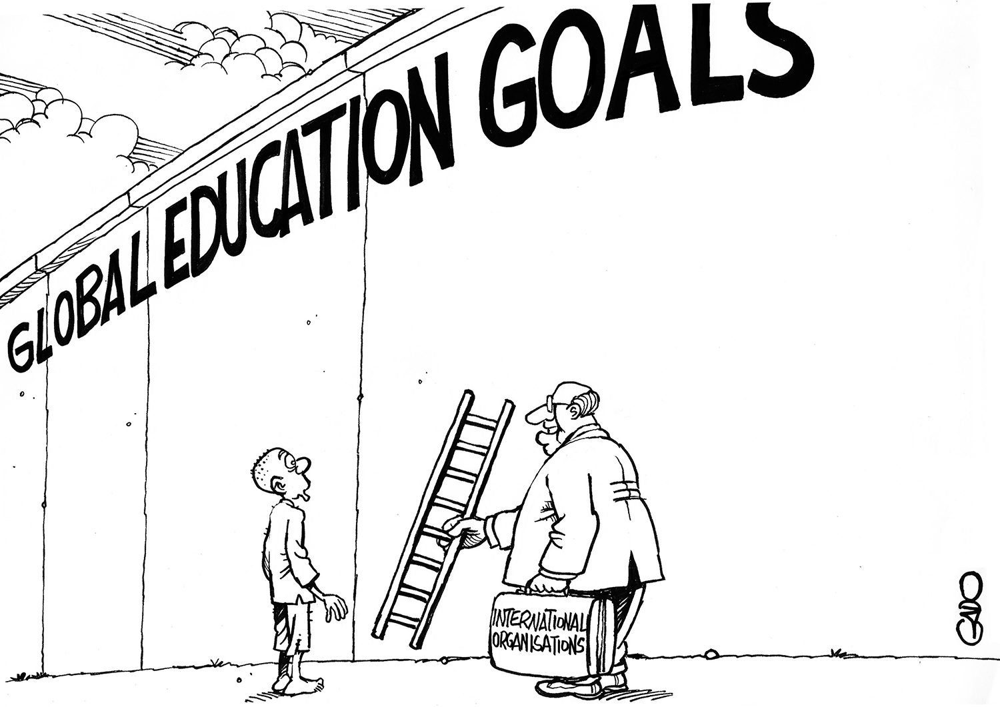 GLOBAL EDUCATION GOALS
INTERNATIONAL
ORGANISATIONS
GADO